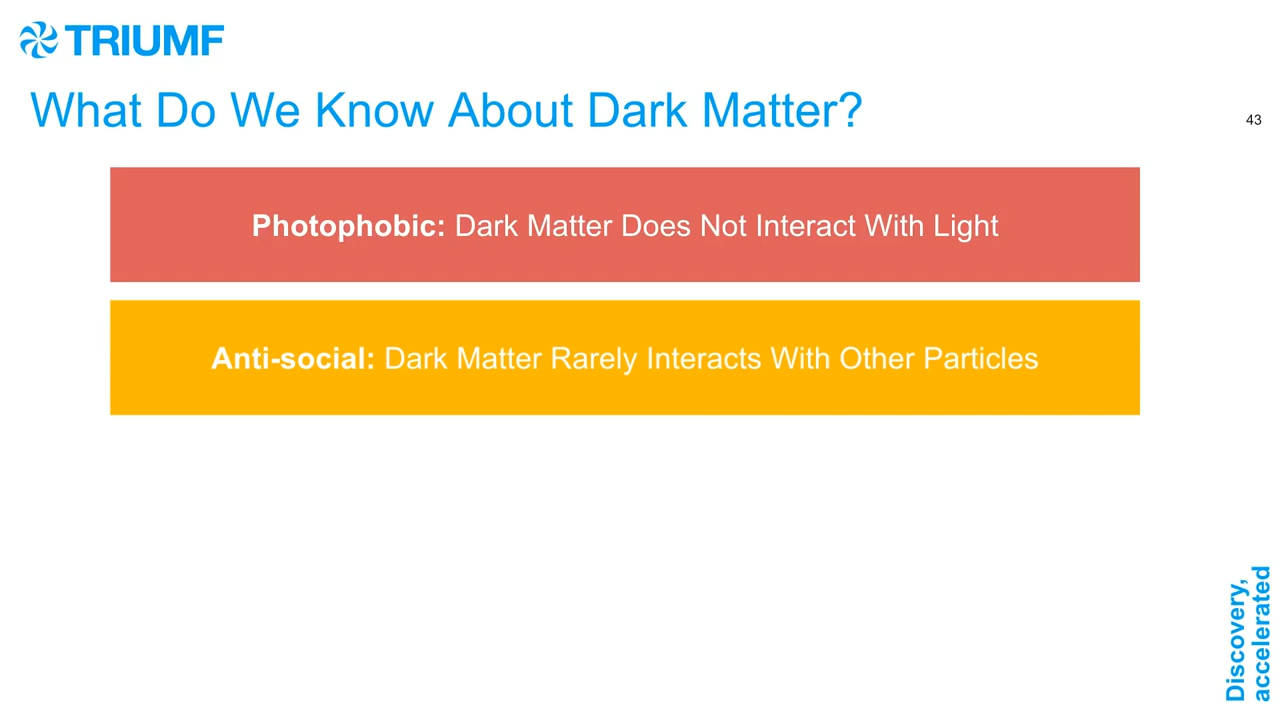 TRIUMF
What Do We Know About Dark Matter?
43
Photophobic: Dark Matter Does Not Interact With Light
Anti-social: Dark Matter Rarely Interacts With Other Particles
Discovery,
accelerated